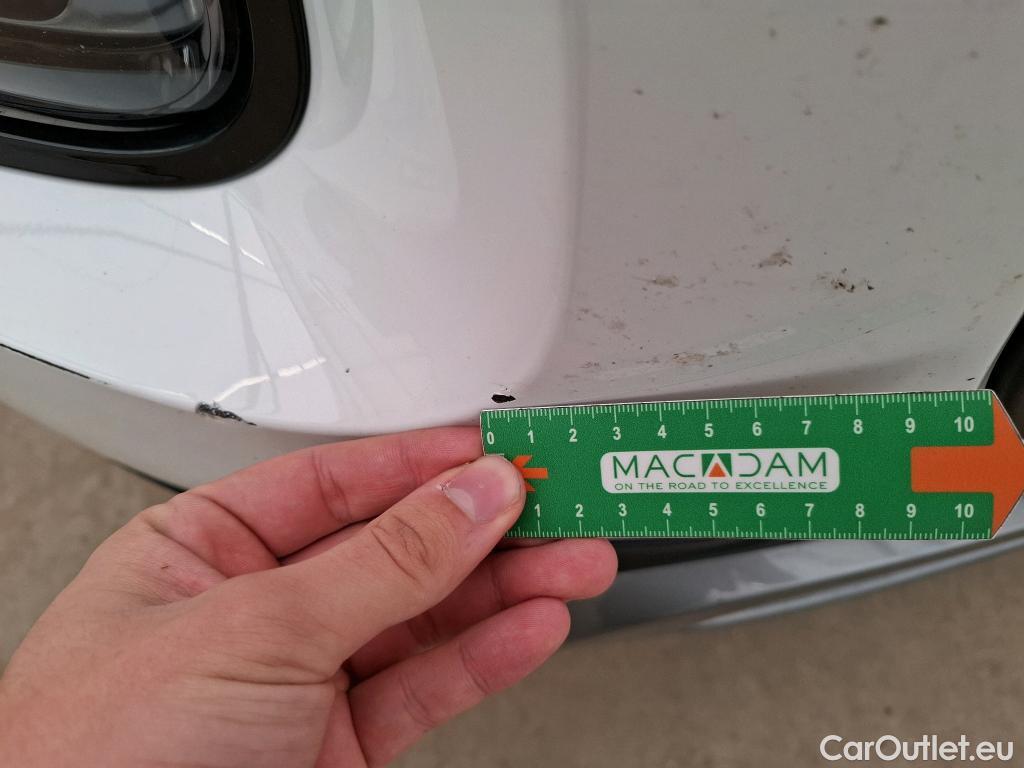 0 1 2 3 4 5 6 7 8 9 10
MACADAM
ON THE ROAD TO EXCELLENCE
1 2 3 4 5 6 7 8 9 10
CarOutlet.eu